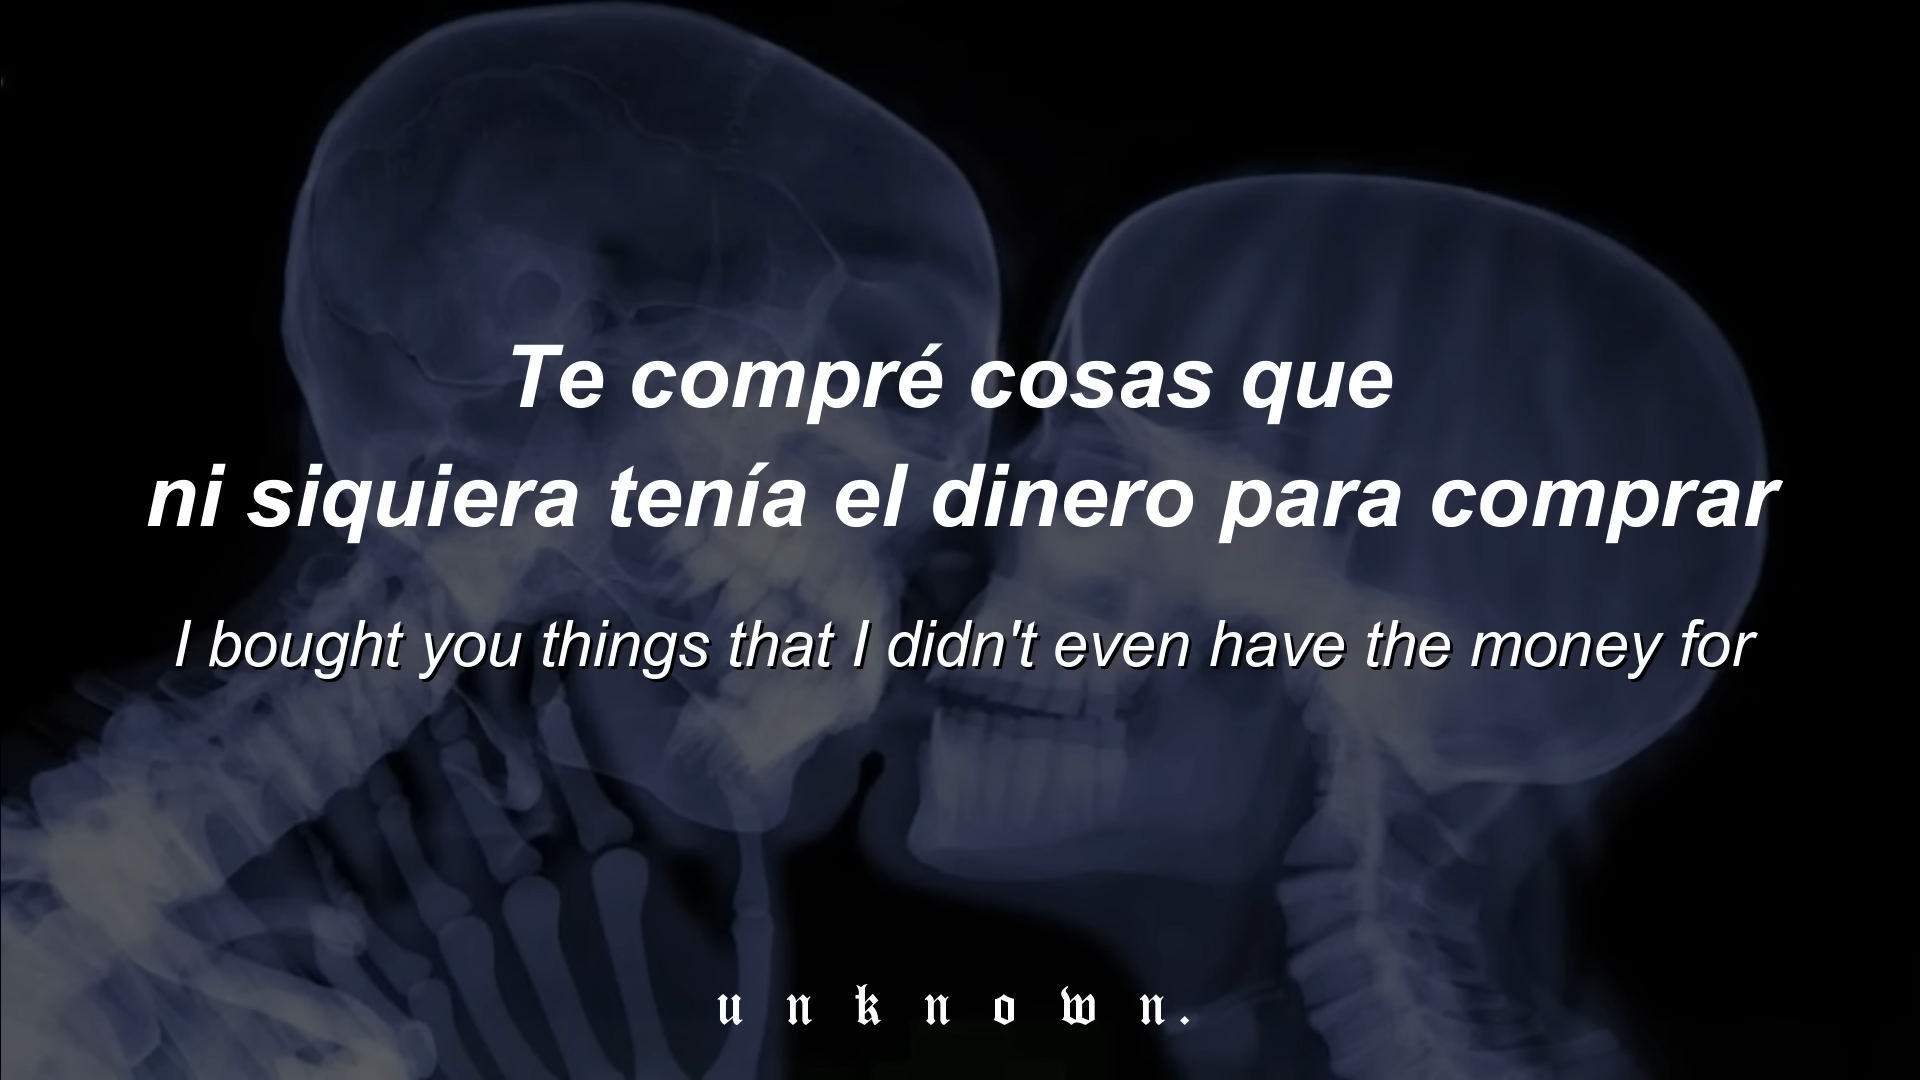 Te compré cosas que
ni siquiera tenía el dinero para comprar
I bought you things that I didn't even have the money for
unknown.